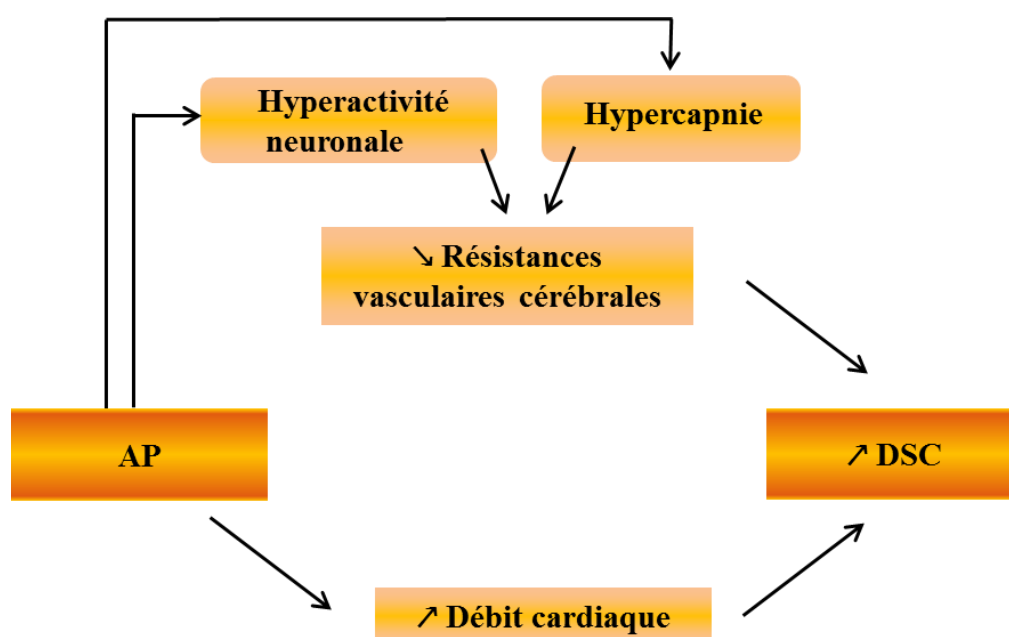 Hyperactivité
neuronale
Hypercapnie
↘ Résistances
vasculaires cérébrales
AP
↗ DSC
↗ Débit cardiaque